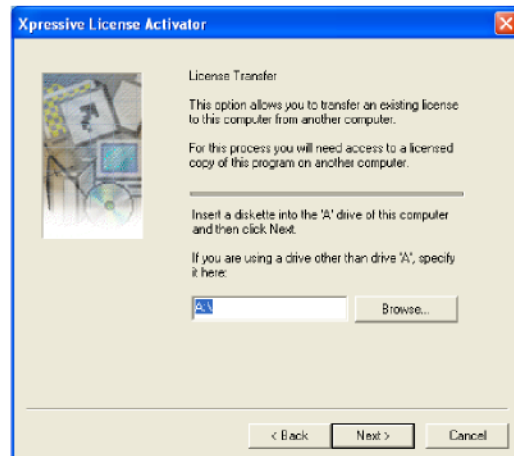 Xpressive License Activator
License Transfer
This option allows you to transfer an existing license
to this computer from another computer.
For this process you will need access to a licensed
copy of this program on another computer.
Insert a diskette into the 'A' drive of this computer
and then click Next.
If you are using a drive other than drive 'A', specify
it here:
A:\
Browse...
< Back
Next >
Cancel